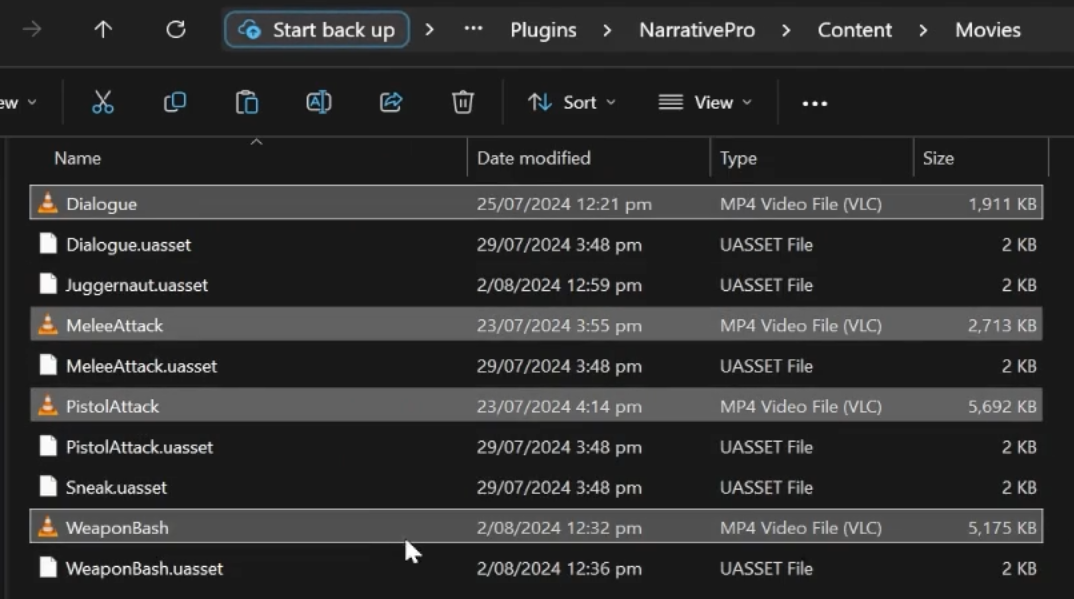 Start back up > ... Plugins > NarrativePro > Content > Movies
ew Sort View ...
Name Date modified Type Size
Dialogue 25/07/2024 12:21 pm MP4 Video File (VLC) 1,911 KB
Dialogue.uasset 29/07/2024 3:48 pm UASSET File 2 KB
Juggernaut.uasset 2/08/2024 12:59 pm UASSET File 2 KB
MeleeAttack 23/07/2024 3:55 pm MP4 Video File (VLC) 2,713 KB
MeleeAttack.uasset 29/07/2024 3:48 pm UASSET File 2 KB
PistolAttack 23/07/2024 4:14 pm MP4 Video File (VLC) 5,692 KB
PistolAttack.uasset 29/07/2024 3:48 pm UASSET File 2 KB
Sneak.uasset 29/07/2024 3:48 pm UASSET File 2 KB
WeaponBash 2/08/2024 12:32 pm MP4 Video File (VLC) 5,175 KB
WeaponBash.uasset 2/08/2024 12:36 pm UASSET File 2 KB